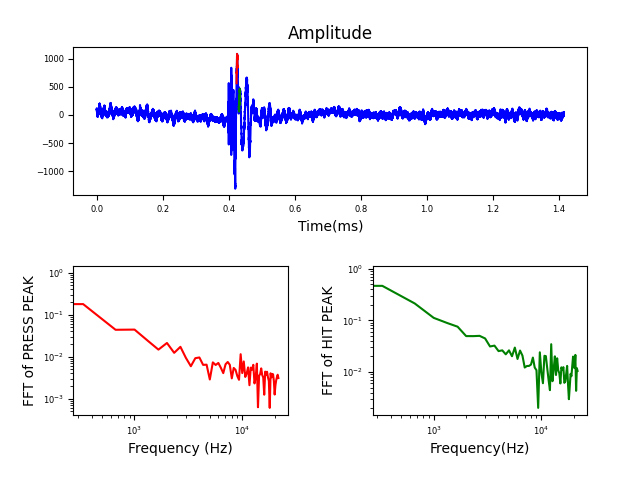 Amplitude
1000
500
0
−500
−1000
0.0 0.2 0.4 0.6 0.8 1.0 1.2 1.4
Time(ms)
FFT of PRESS PEAK
10⁰
10⁻¹
10⁻²
10⁻³
10³ 10⁴
Frequency (Hz)
FFT of HIT PEAK
10⁰
10⁻¹
10⁻²
10³ 10⁴
Frequency(Hz)